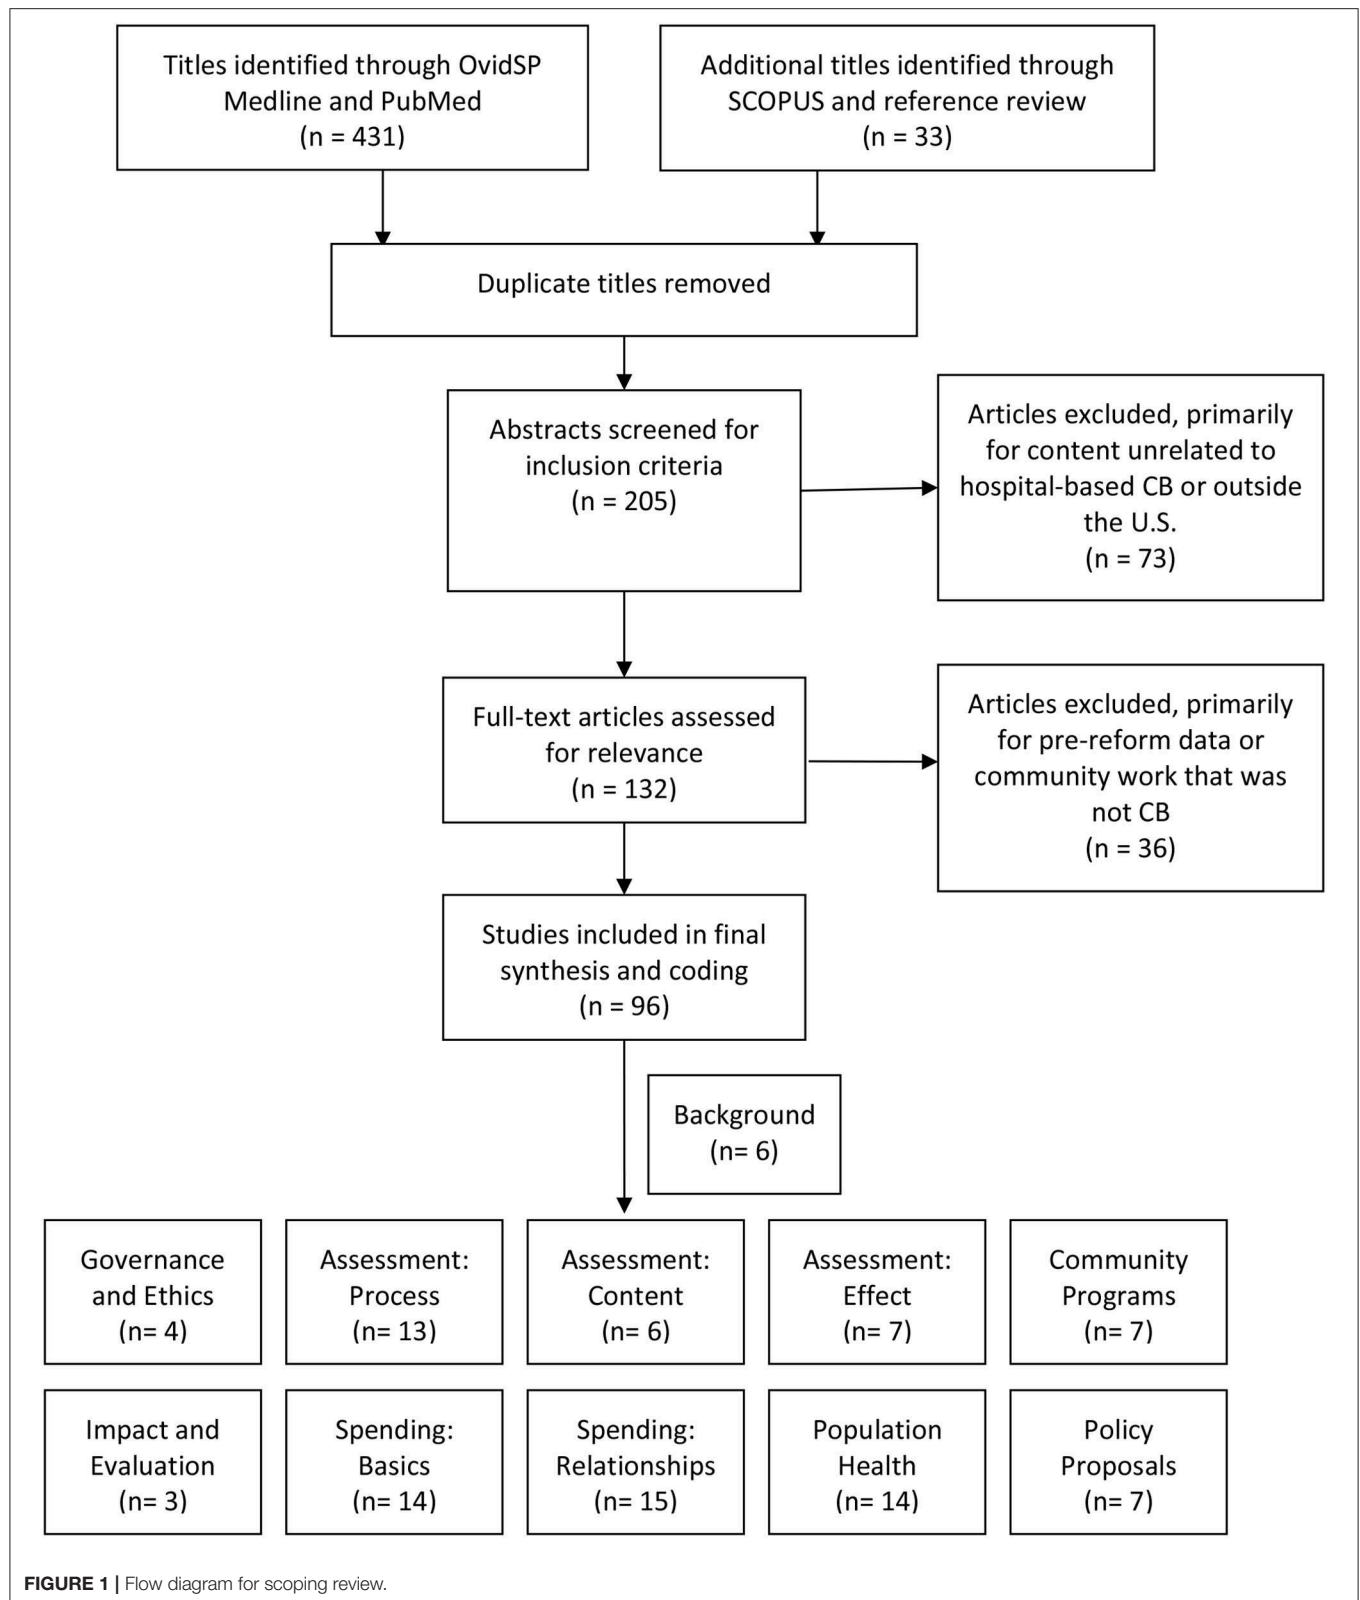 Titles identified through OvidSP
Medline and PubMed
(n = 431)
Additional titles identified through
SCOPUS and reference review
(n = 33)
Duplicate titles removed
Abstracts screened for
inclusion criteria
(n = 205)
Articles excluded, primarily
for content unrelated to
hospital-based CB or outside
the U.S.
(n = 73)
Full-text articles assessed
for relevance
(n = 132)
Articles excluded, primarily
for pre-reform data or
community work that was
not CB
(n = 36)
Studies included in final
synthesis and coding
(n = 96)
Background
(n= 6)
Governance
and Ethics
(n= 4)
Assessment:
Process
(n= 13)
Assessment:
Content
(n= 6)
Assessment:
Effect
(n= 7)
Community
Programs
(n= 7)
Impact and
Evaluation
(n= 3)
Spending:
Basics
(n= 14)
Spending:
Relationships
(n= 15)
Population
Health
(n= 14)
Policy
Proposals
(n= 7)
FIGURE 1 | Flow diagram for scoping review.